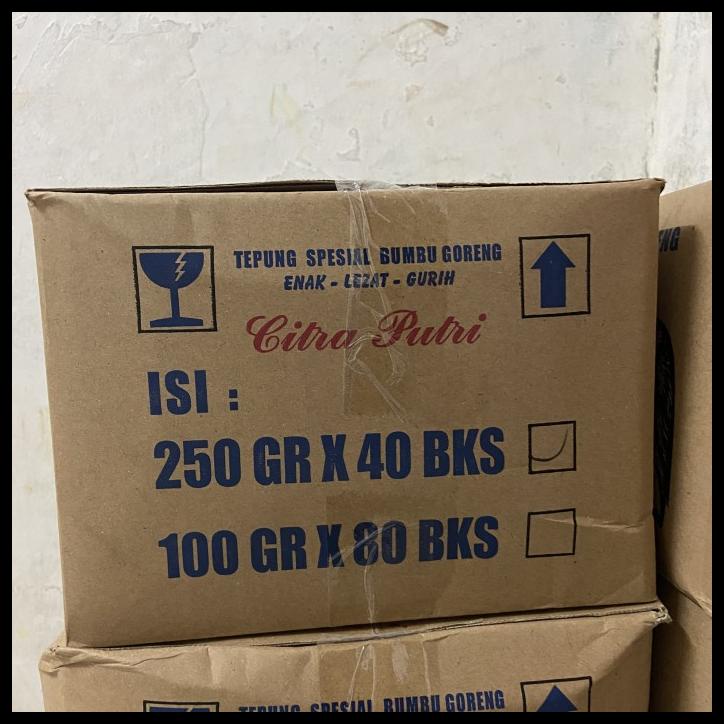 TEPUNG SPESIAL BUMBU GORENG
ENAK - LEZAT - GURIH
Citra Putri
ISI :
250 GR X 40 BKS
100 GR X 80 BKS
TEPUNG SPESIAL BUMBU GORENG